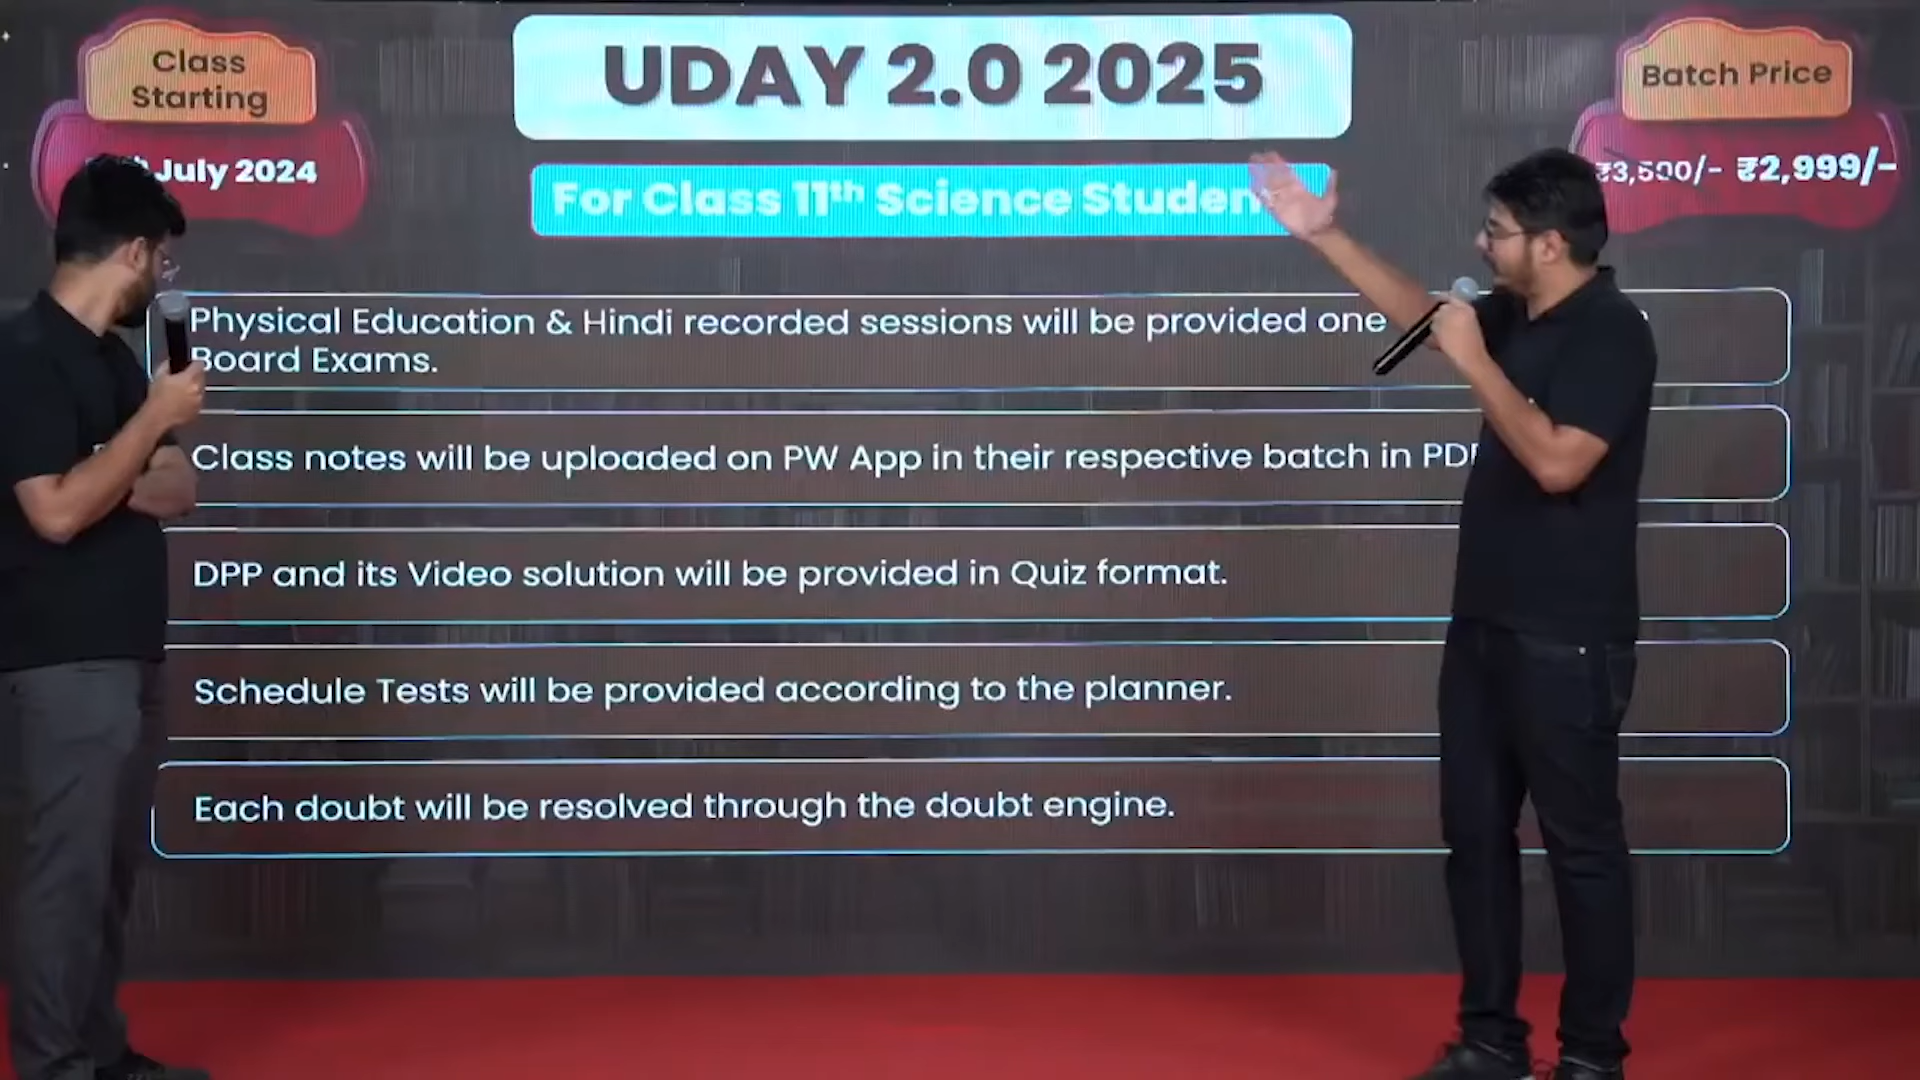 Class
Starting
July 2024
UDAY 2.0 2025
For Class 11th Science
Batch Price
₹3,500/- ₹2,999/-
Physical Education & Hindi recorded sessions will be provided one
Board Exams.
Class notes will be uploaded on PW App in their respective batch in
DPP and its Video solution will be provided in Quiz format.
Schedule Tests will be provided according to the planner.
Each doubt will be resolved through the doubt engine.